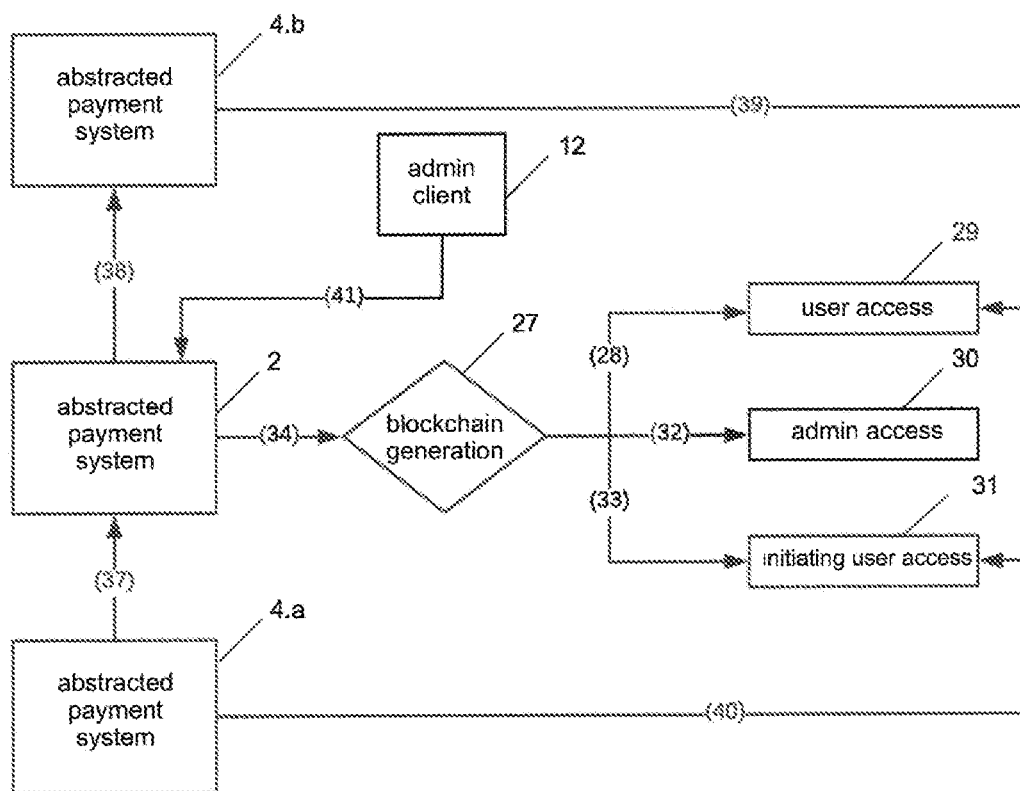 4.b
abstracted
payment
system
(39)
12
admin
client
(38)
(41)
29
user access
27
(28)
2
30
abstracted
payment
system
(34)
blockchain
generation
(32)
admin access
(33)
31
initiating user access
(37)
4.a
abstracted
payment
system
(40)